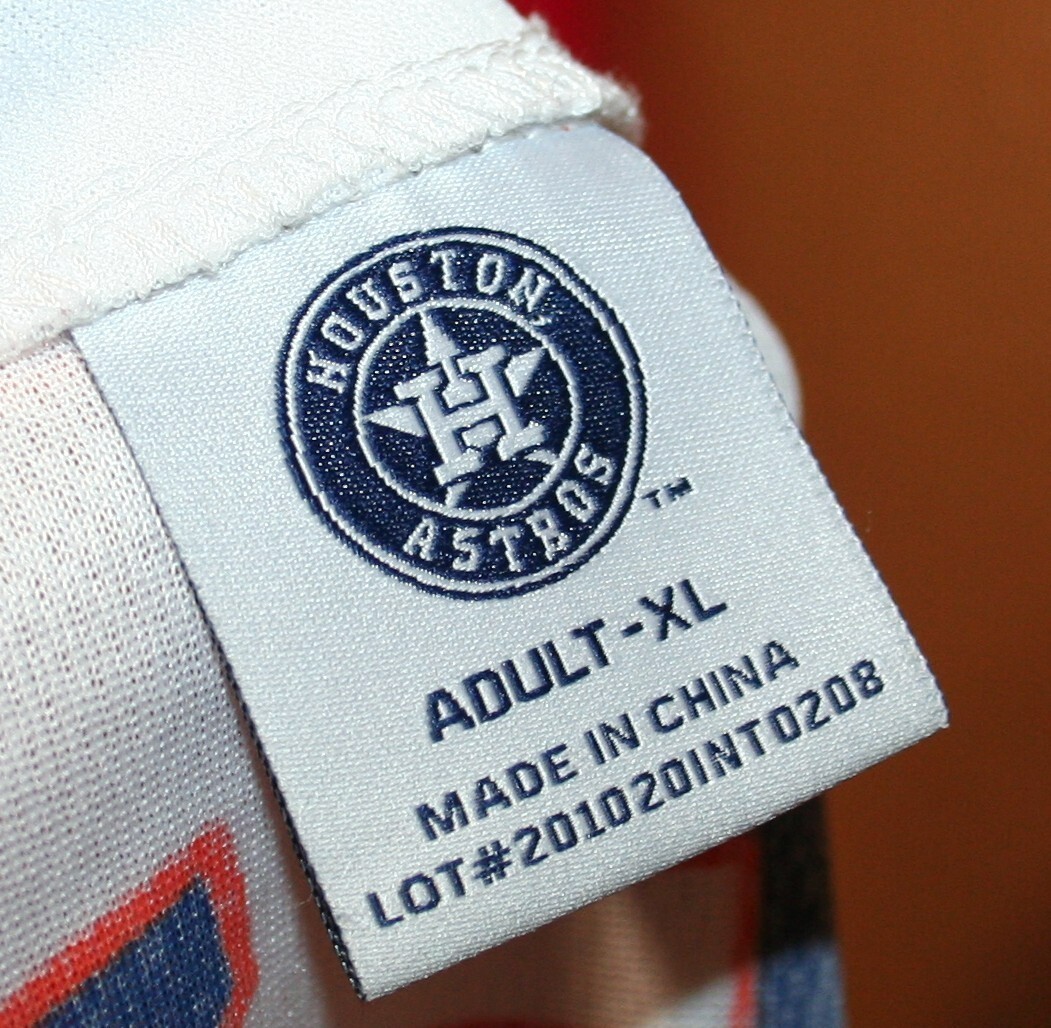 HOUSTON
H
ASTROS
TM
ADULT-XL
MADE IN CHINA
LOT#201020INT0208